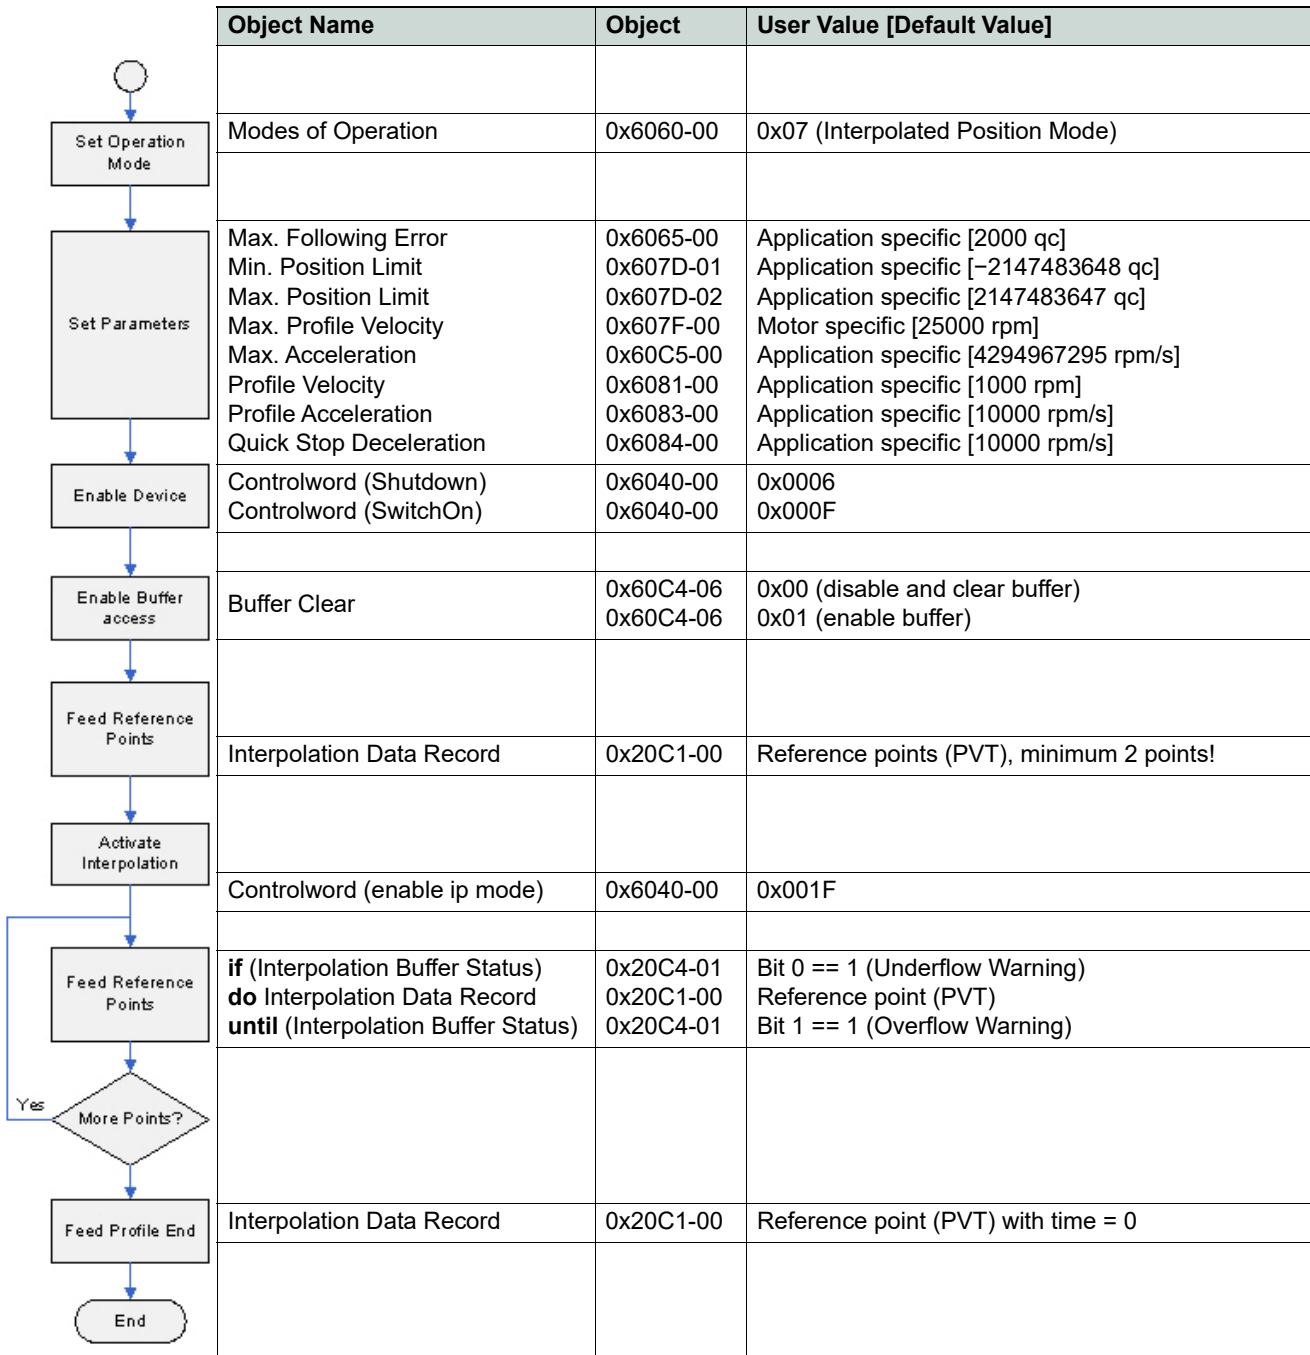 Object Name Object User Value [Default Value]
Set Operation
Mode
Modes of Operation 0x6060-00 0x07 (Interpolated Position Mode)
Set Parameters
Max. Following Error 0x6065-00 Application specific [2000 qc]
Min. Position Limit 0x607D-01 Application specific [−2147483648 qc]
Max. Position Limit 0x607D-02 Application specific [2147483647 qc]
Max. Profile Velocity 0x607F-00 Motor specific [25000 rpm]
Max. Acceleration 0x60C5-00 Application specific [4294967295 rpm/s]
Profile Velocity 0x6081-00 Application specific [1000 rpm]
Profile Acceleration 0x6083-00 Application specific [10000 rpm/s]
Quick Stop Deceleration 0x6084-00 Application specific [10000 rpm/s]
Enable Device
Controlword (Shutdown) 0x6040-00 0x0006
Controlword (SwitchOn) 0x6040-00 0x000F
Enable Buffer
access
Buffer Clear
0x60C4-06 0x00 (disable and clear buffer)
0x60C4-06 0x01 (enable buffer)
Feed Reference
Points
Interpolation Data Record 0x20C1-00 Reference points (PVT), minimum 2 points!
Activate
Interpolation
Controlword (enable ip mode) 0x6040-00 0x001F
Feed Reference
Points
if (Interpolation Buffer Status) 0x20C4-01 Bit 0 == 1 (Underflow Warning)
do Interpolation Data Record 0x20C1-00 Reference point (PVT)
until (Interpolation Buffer Status) 0x20C4-01 Bit 1 == 1 (Overflow Warning)
Yes
More Points?
Feed Profile End
Interpolation Data Record 0x20C1-00 Reference point (PVT) with time = 0
End